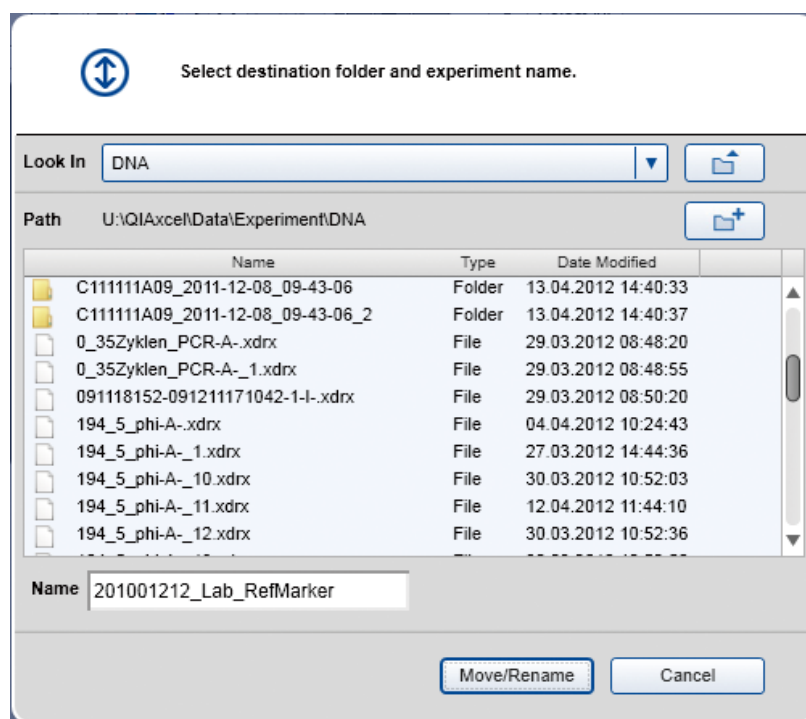 Select destination folder and experiment name.
Look In DNA
Path U:\QIAxcel\Data\Experiment\DNA
Name Type Date Modified
C111111A09_2011-12-08_09-43-06 Folder 13.04.2012 14:40:33
C111111A09_2011-12-08_09-43-06_2 Folder 13.04.2012 14:40:37
0_35Zyklen_PCR-A-.xdrx File 29.03.2012 08:48:20
0_35Zyklen_PCR-A-_1.xdrx File 29.03.2012 08:48:55
091118152-091211171042-1-I-.xdrx File 29.03.2012 08:50:20
194_5_phi-A-.xdrx File 04.04.2012 10:24:43
194_5_phi-A-_1.xdrx File 27.03.2012 14:44:36
194_5_phi-A-_10.xdrx File 30.03.2012 10:52:03
194_5_phi-A-_11.xdrx File 12.04.2012 11:44:10
194_5_phi-A-_12.xdrx File 30.03.2012 10:52:36
Name 201001212_Lab_RefMarker
Move/Rename Cancel